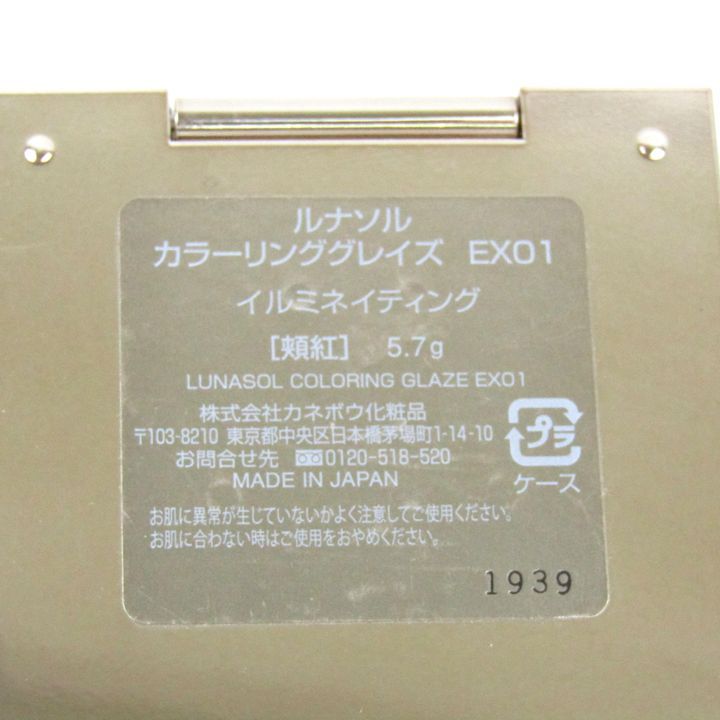 ルナソル
カラーリンググレイズ EX01
イルミネイティング
[頬紅] 5.7g
LUNASOL COLORING GLAZE EX01
株式会社カネボウ化粧品
〒103-8210 東京都中央区日本橋茅場町1-14-10
お問合せ先 0120-518-520
MADE IN JAPAN
プラ
ケース
お肌に異常が生じていないかよく注意してご使用ください。
お肌に合わない時はご使用をおやめください。
1939